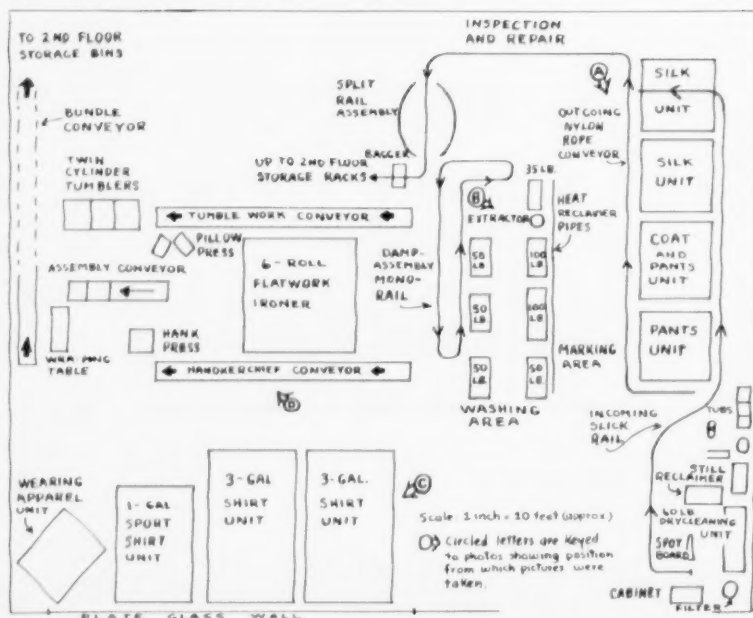 INSPECTION
AND REPAIR
TO 2ND FLOOR
STORAGE BINS
BUNDLE
CONVEYOR
TWIN
CYLINDER
TUMBLERS
SPLIT
RAIL
ASSEMBLY
BAGGER
UP TO 2ND FLOOR
STORAGE RACKS
A
OUTGOING
NYLON
ROPE
CONVEYOR
SILK
UNIT
SILK
UNIT
COAT
AND
PANTS
UNIT
PANTS
UNIT
35 LB.
B
EXTRACTOR
HEAT
RECLAIMER
PIPES
TUMBLE WORK CONVEYOR
PILLOW
PRESS
6-ROLL
FLATWORK
IRONER
DAMP-
ASSEMBLY
MONO-
RAIL
50
LB
100
LB
50
LB
100
LB
50
LB
50
LB
ASSEMBLY CONVEYOR
HANK
PRESS
WRAPPING
TABLE
HANDKERCHIEF CONVEYOR
D
MARKING
AREA
WASHING
AREA
INCOMING
SLICK
RAIL
TUBS
STILL
RECLAIMER
60 LB
DRYCLEANING
UNIT
SPOT
BOARD
CABINET
FILTER
WEARING
APPAREL
UNIT
1-GAL
SPORT
SHIRT
UNIT
3-GAL
SHIRT
UNIT
3-GAL.
SHIRT
UNIT
C
Scale: 1 inch = 10 feet (approx.)
Circled letters are keyed
to photos showing position
from which pictures were
taken.
PLATE GLASS WALL